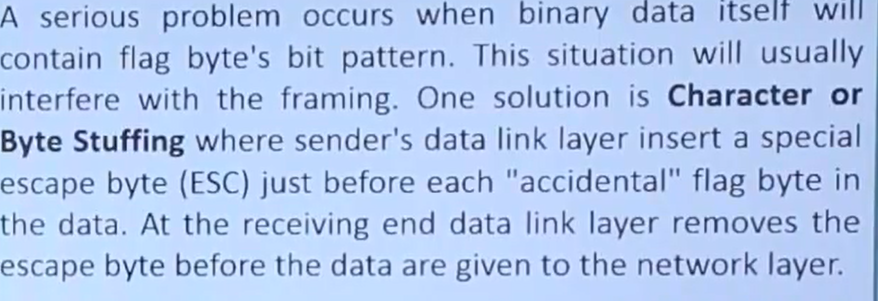 A serious problem occurs when binary data itself will
contain flag byte's bit pattern. This situation will usually
interfere with the framing. One solution is Character or
Byte Stuffing where sender's data link layer insert a special
escape byte (ESC) just before each "accidental" flag byte in
the data. At the receiving end data link layer removes the
escape byte before the data are given to the network layer.